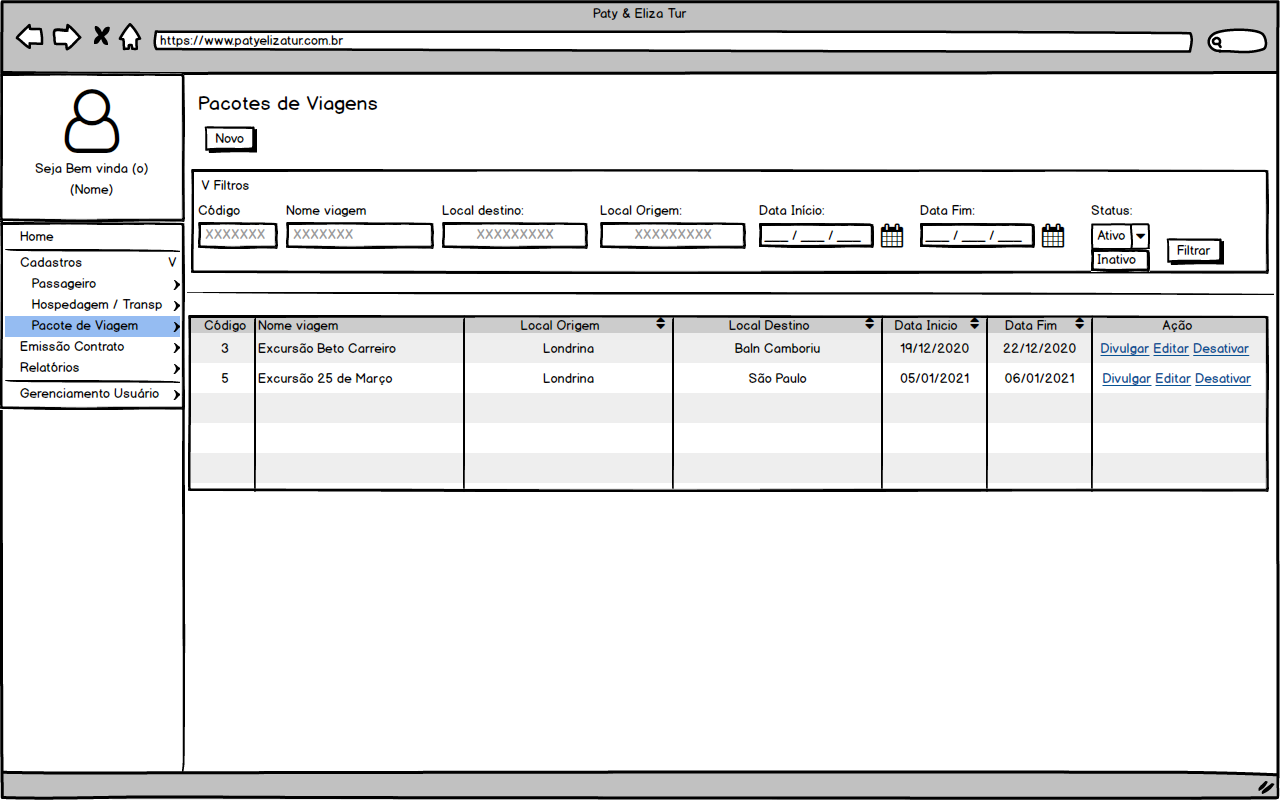 Paty & Eliza Tur
https://www.patyelizatur.com.br
Seja Bem vinda (o)
(Nome)
Home
Cadastros V
Passageiro
Hospedagem / Transp
Pacote de Viagem
Emissão Contrato
Relatórios
Gerenciamento Usuário
Pacotes de Viagens
Novo
V Filtros
Código Nome viagem Local destino: Local Origem: Data Início: Data Fim: Status:
XXXXXXX XXXXXXX XXXXXXXXX XXXXXXXXX ___ / ___ / ___ ___ / ___ / ___ Ativo
Inativo
Filtrar
Código Nome viagem Local Origem Local Destino Data Inicio Data Fim Ação
3 Excursão Beto Carreiro Londrina Baln Camboriu 19/12/2020 22/12/2020 Divulgar Editar Desativar
5 Excursão 25 de Março Londrina São Paulo 05/01/2021 06/01/2021 Divulgar Editar Desativar